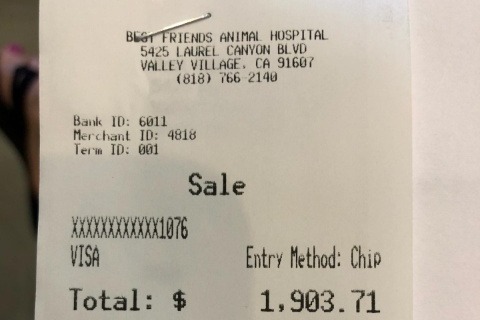 BEST FRIENDS ANIMAL HOSPITAL
5425 LAUREL CANYON BLVD
VALLEY VILLAGE, CA 91607
(818) 766-2140
Bank ID: 6011
Merchant ID: 4818
Term ID: 001
Sale
XXXXXXXXXXXX1076
VISA Entry Method: Chip
Total: $ 1,903.71